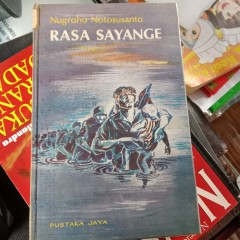 Nugroho Notosusanto
RASA SAYANGE
PUSTAKA JAYA